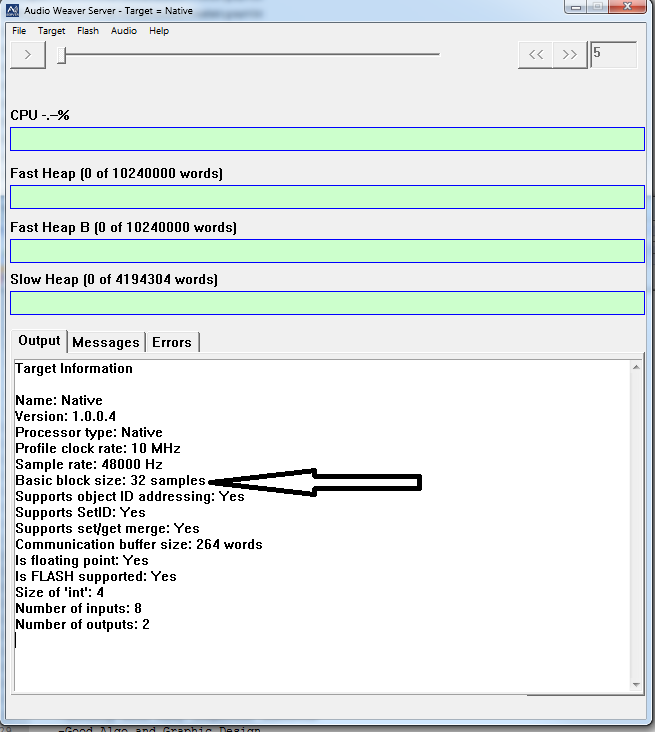 Audio Weaver Server - Target = Native
File Target Flash Audio Help
> << >> 5
CPU -.--%
Fast Heap (0 of 10240000 words)
Fast Heap B (0 of 10240000 words)
Slow Heap (0 of 4194304 words)
Output Messages Errors
Target Information
Name: Native
Version: 1.0.0.4
Processor type: Native
Profile clock rate: 10 MHz
Sample rate: 48000 Hz
Basic block size: 32 samples
Supports object ID addressing: Yes
Supports SetID: Yes
Supports set/get merge: Yes
Communication buffer size: 264 words
Is floating point: Yes
Is FLASH supported: Yes
Size of 'int': 4
Number of inputs: 8
Number of outputs: 2
-Good Algo and Graphic Design